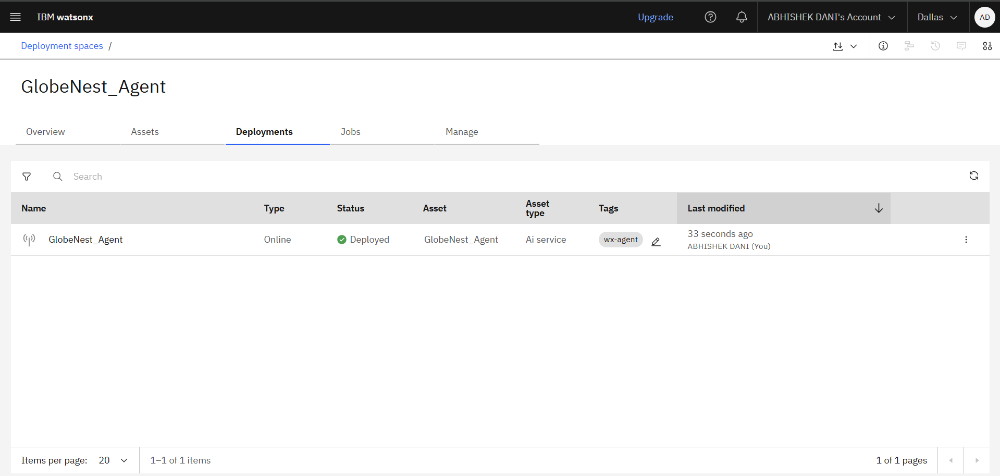 IBM watsonx
Upgrade
ABHISHEK DANI's Account
Dallas
AD
Deployment spaces /
GlobeNest_Agent
Overview
Assets
Deployments
Jobs
Manage
Search
Name
Type
Status
Asset
Asset
type
Tags
Last modified
GlobeNest_Agent
Online
Deployed
GlobeNest_Agent
Ai service
wx-agent
33 seconds ago
ABHISHEK DANI (You)
Items per page: 20
1–1 of 1 items
1 of 1 pages